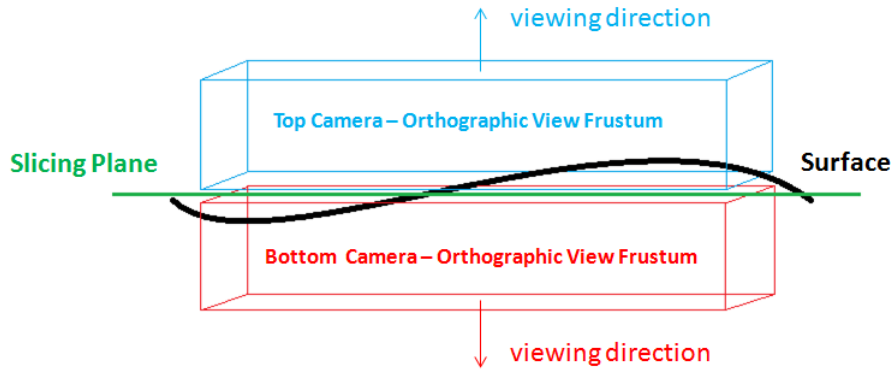 viewing direction
Top Camera – Orthographic View Frustum
Slicing Plane
Surface
Bottom Camera – Orthographic View Frustum
viewing direction